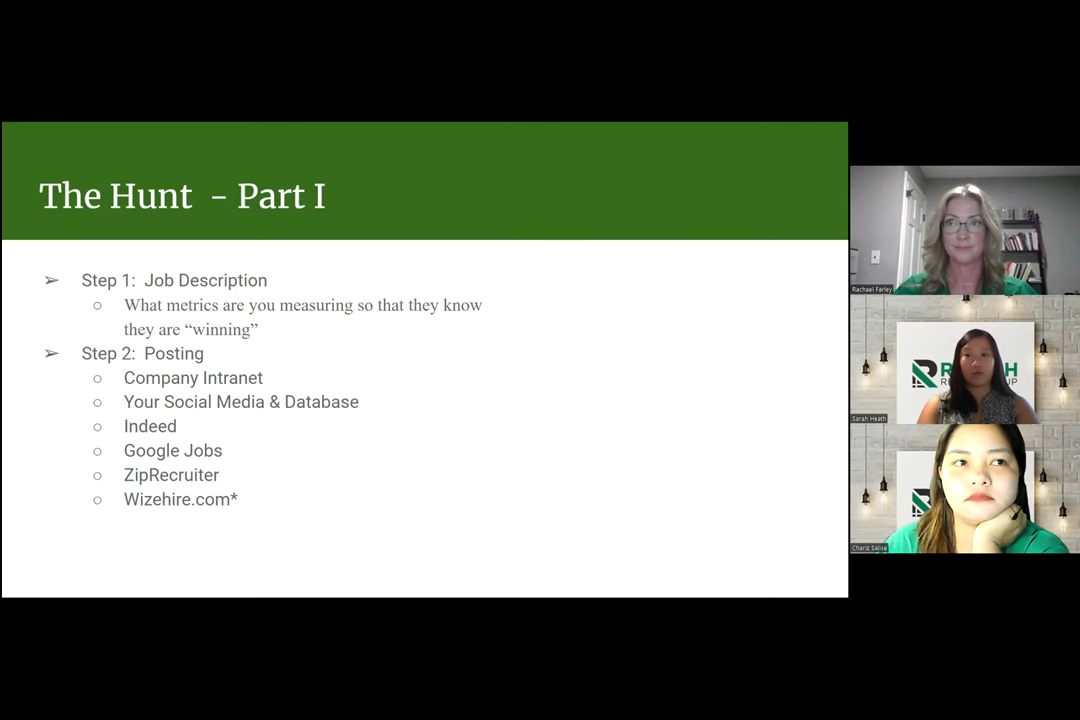 The Hunt - Part I
➢ Step 1: Job Description
○ What metrics are you measuring so that they know
they are “winning”
➢ Step 2: Posting
○ Company Intranet
○ Your Social Media & Database
○ Indeed
○ Google Jobs
○ ZipRecruiter
○ Wizehire.com*
Rachael Farley
Sarah Heath
Chariz Salise